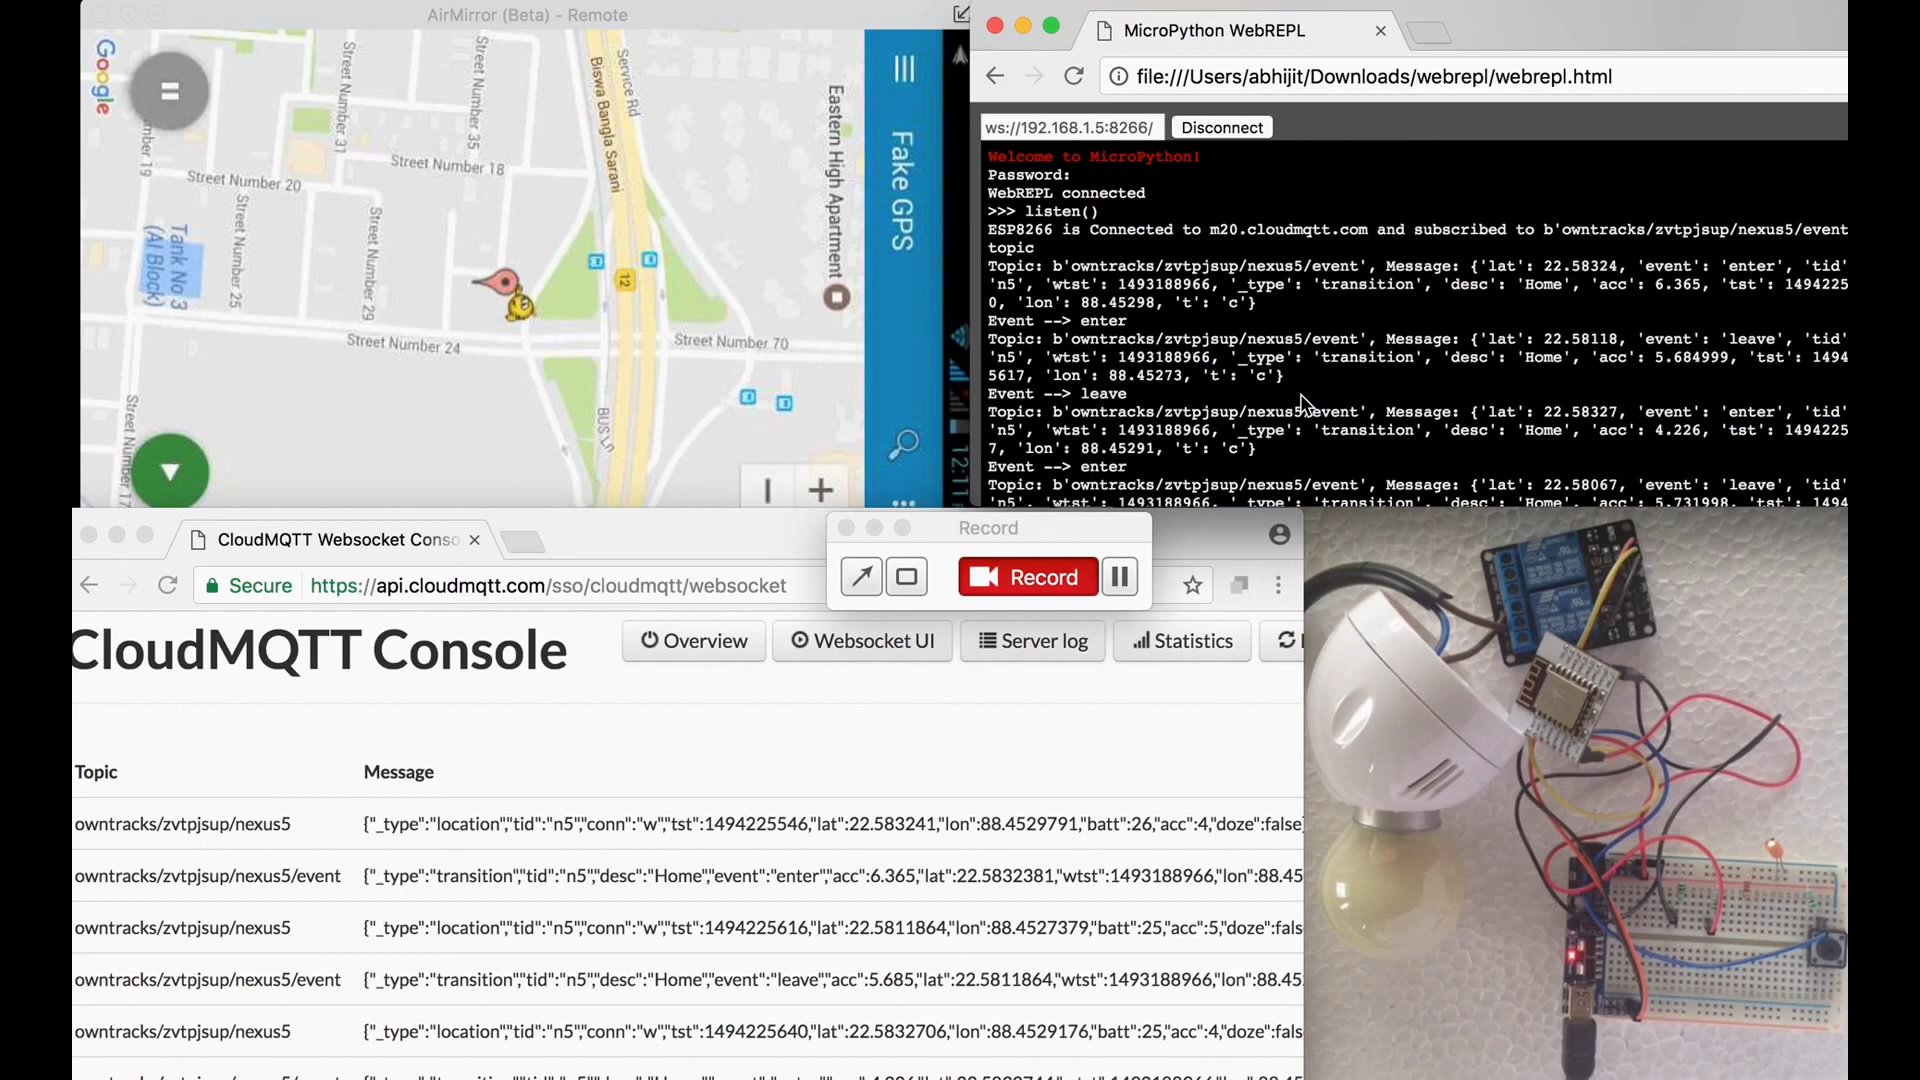 AirMirror (Beta) - Remote
Google
Street Number 31
Street Number 35
Service Rd
Biswa Bangla Sarani
Eastern High Apartment
Fake GPS
Street Number 18
Street Number 20
Street Number 25
Street Number 29
Tank No 3
(AI Block)
12
Street Number 24
Street Number 70
BUS Ln
MicroPython WebREPL
file:///Users/abhijit/Downloads/webrepl/webrepl.html
ws://192.168.1.5:8266/ Disconnect
Welcome to MicroPython!
Password:
WebREPL connected
>>> listen()
ESP8266 is Connected to m20.cloudmqtt.com and subscribed to b'owntracks/zvtpjsup/nexus5/event
topic
Topic: b'owntracks/zvtpjsup/nexus5/event', Message: {'lat': 22.58324, 'event': 'enter', 'tid'
'n5', 'wtst': 1493188966, '_type': 'transition', 'desc': 'Home', 'acc': 6.365, 'tst': 1494225
0, 'lon': 88.45298, 't': 'c'}
Event --> enter
Topic: b'owntracks/zvtpjsup/nexus5/event', Message: {'lat': 22.58118, 'event': 'leave', 'tid'
'n5', 'wtst': 1493188966, '_type': 'transition', 'desc': 'Home', 'acc': 5.684999, 'tst': 1494
5617, 'lon': 88.45273, 't': 'c'}
Event --> leave
Topic: b'owntracks/zvtpjsup/nexus5/event', Message: {'lat': 22.58327, 'event': 'enter', 'tid'
'n5', 'wtst': 1493188966, '_type': 'transition', 'desc': 'Home', 'acc': 4.226, 'tst': 1494225
7, 'lon': 88.45291, 't': 'c'}
Event --> enter
Topic: b'owntracks/zvtpjsup/nexus5/event', Message: {'lat': 22.58067, 'event': 'leave', 'tid'
'n5', 'wtst': 1493188966, '_type': 'transition', 'desc': 'Home', 'acc': 5.731998, 'tst': 1494
Record
Record
CloudMQTT Websocket Conso
Secure https://api.cloudmqtt.com/sso/cloudmqtt/websocket
CloudMQTT Console
Overview Websocket UI Server log Statistics
Topic Message
owntracks/zvtpjsup/nexus5 {"_type":"location","tid":"n5","conn":"w","tst":1494225546,"lat":22.583241,"lon":88.4529791,"batt":26,"acc":4,"doze":false
owntracks/zvtpjsup/nexus5/event {"_type":"transition","tid":"n5","desc":"Home","event":"enter","acc":6.365,"lat":22.5832381,"wtst":1493188966,"lon":88.45
owntracks/zvtpjsup/nexus5 {"_type":"location","tid":"n5","conn":"w","tst":1494225616,"lat":22.5811864,"lon":88.4527379,"batt":25,"acc":5,"doze":fals
owntracks/zvtpjsup/nexus5/event {"_type":"transition","tid":"n5","desc":"Home","event":"leave","acc":5.685,"lat":22.5811864,"wtst":1493188966,"lon":88.45
owntracks/zvtpjsup/nexus5 {"_type":"location","tid":"n5","conn":"w","tst":1494225640,"lat":22.5832706,"lon":88.4529176,"batt":25,"acc":4,"doze":fals